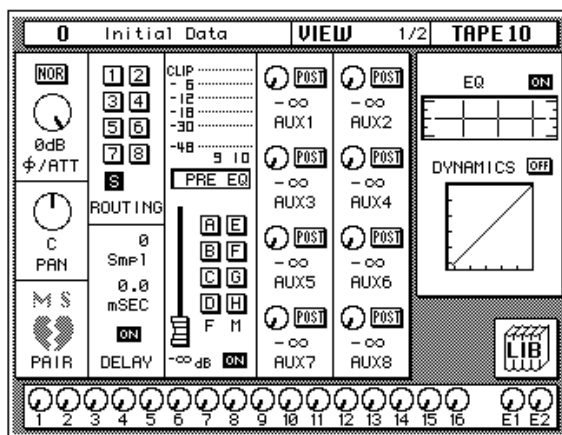 0 Initial Data VIEW 1/2 TAPE 10
NOR
0dB
ϕ/ATT
C
PAN
M S
PAIR
1 2
3 4
5 6
7 8
S
ROUTING
0
Smpl
0.0
mSEC
ON
DELAY
CLIP
- 6
-12
-18
-30
-48
9 10
PRE EQ
A E
B F
C G
D H
F M
-∞ dB ON
POST POST
-∞ -∞
AUX1 AUX2
POST POST
-∞ -∞
AUX3 AUX4
POST POST
-∞ -∞
AUX5 AUX6
POST POST
-∞ -∞
AUX7 AUX8
EQ ON
DYNAMICS OFF
LIB
1 2 3 4 5 6 7 8 9 10 11 12 13 14 15 16 E1 E2